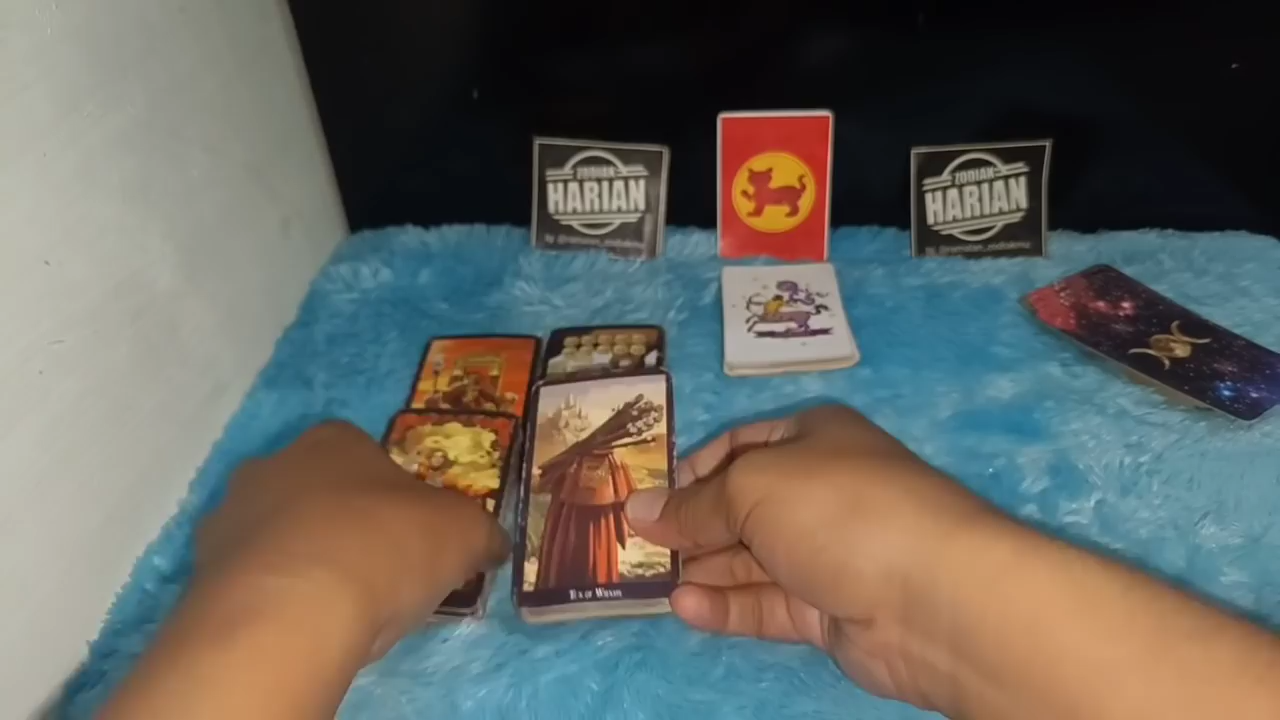 ZODIAK
HARIAN
ZODIAK
HARIAN
TEN OF WANDS